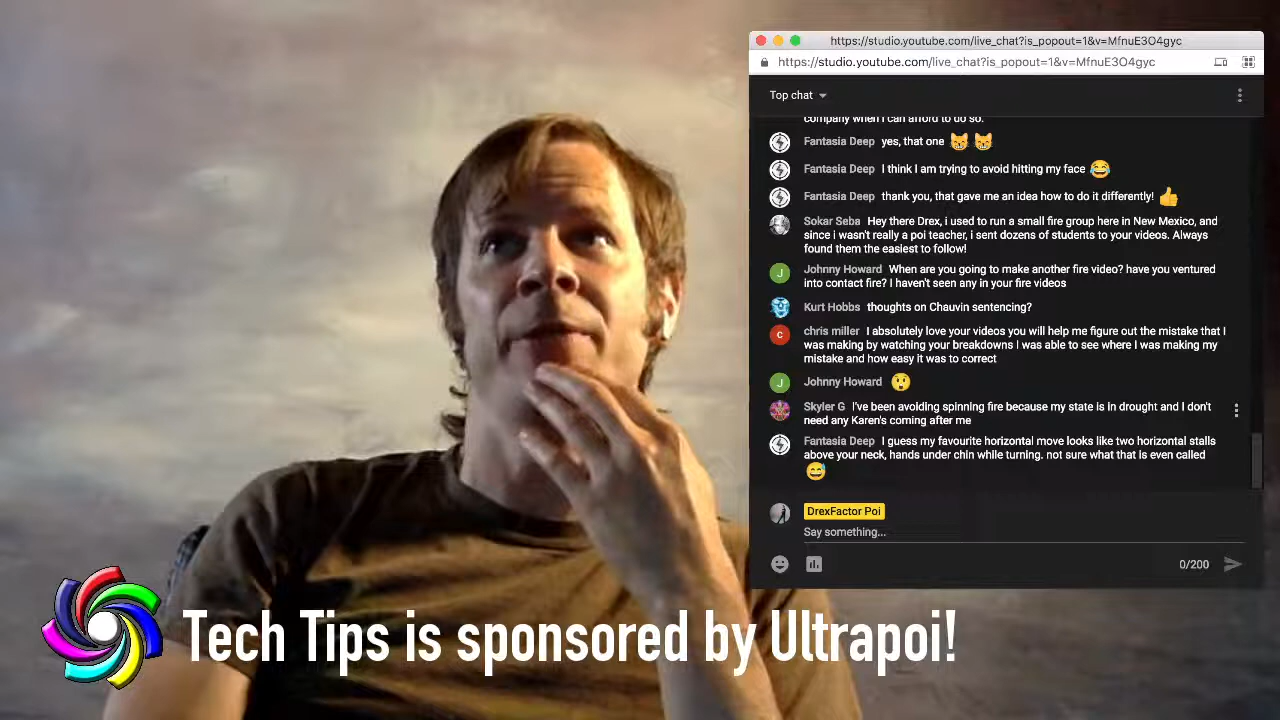 https://studio.youtube.com/live_chat?is_popout=1&v=MfnuE3O4gyc
https://studio.youtube.com/live_chat?is_popout=1&v=MfnuE3O4gyc
Top chat
company when I can afford to do so.
Fantasia Deep yes, that one 😸 😸
Fantasia Deep I think I am trying to avoid hitting my face 😂
Fantasia Deep thank you, that gave me an idea how to do it differently! 👍
Sokar Seba Hey there Drex, i used to run a small fire group here in New Mexico, and
since i wasn't really a poi teacher, i sent dozens of students to your videos. Always
found them the easiest to follow!
J Johnny Howard When are you going to make another fire video? have you ventured
into contact fire? I haven't seen any in your fire videos
Kurt Hobbs thoughts on Chauvin sentencing?
c chris miller I absolutely love your videos you will help me figure out the mistake that I
was making by watching your breakdowns I was able to see where I was making my
mistake and how easy it was to correct
J Johnny Howard 😲
Skyler G I've been avoiding spinning fire because my state is in drought and I don't
need any Karen's coming after me
Fantasia Deep I guess my favourite horizontal move looks like two horizontal stalls
above your neck, hands under chin while turning. not sure what that is even called
😅
DrexFactor Poi
Say something...
0/200
Tech Tips is sponsored by Ultrapoi!